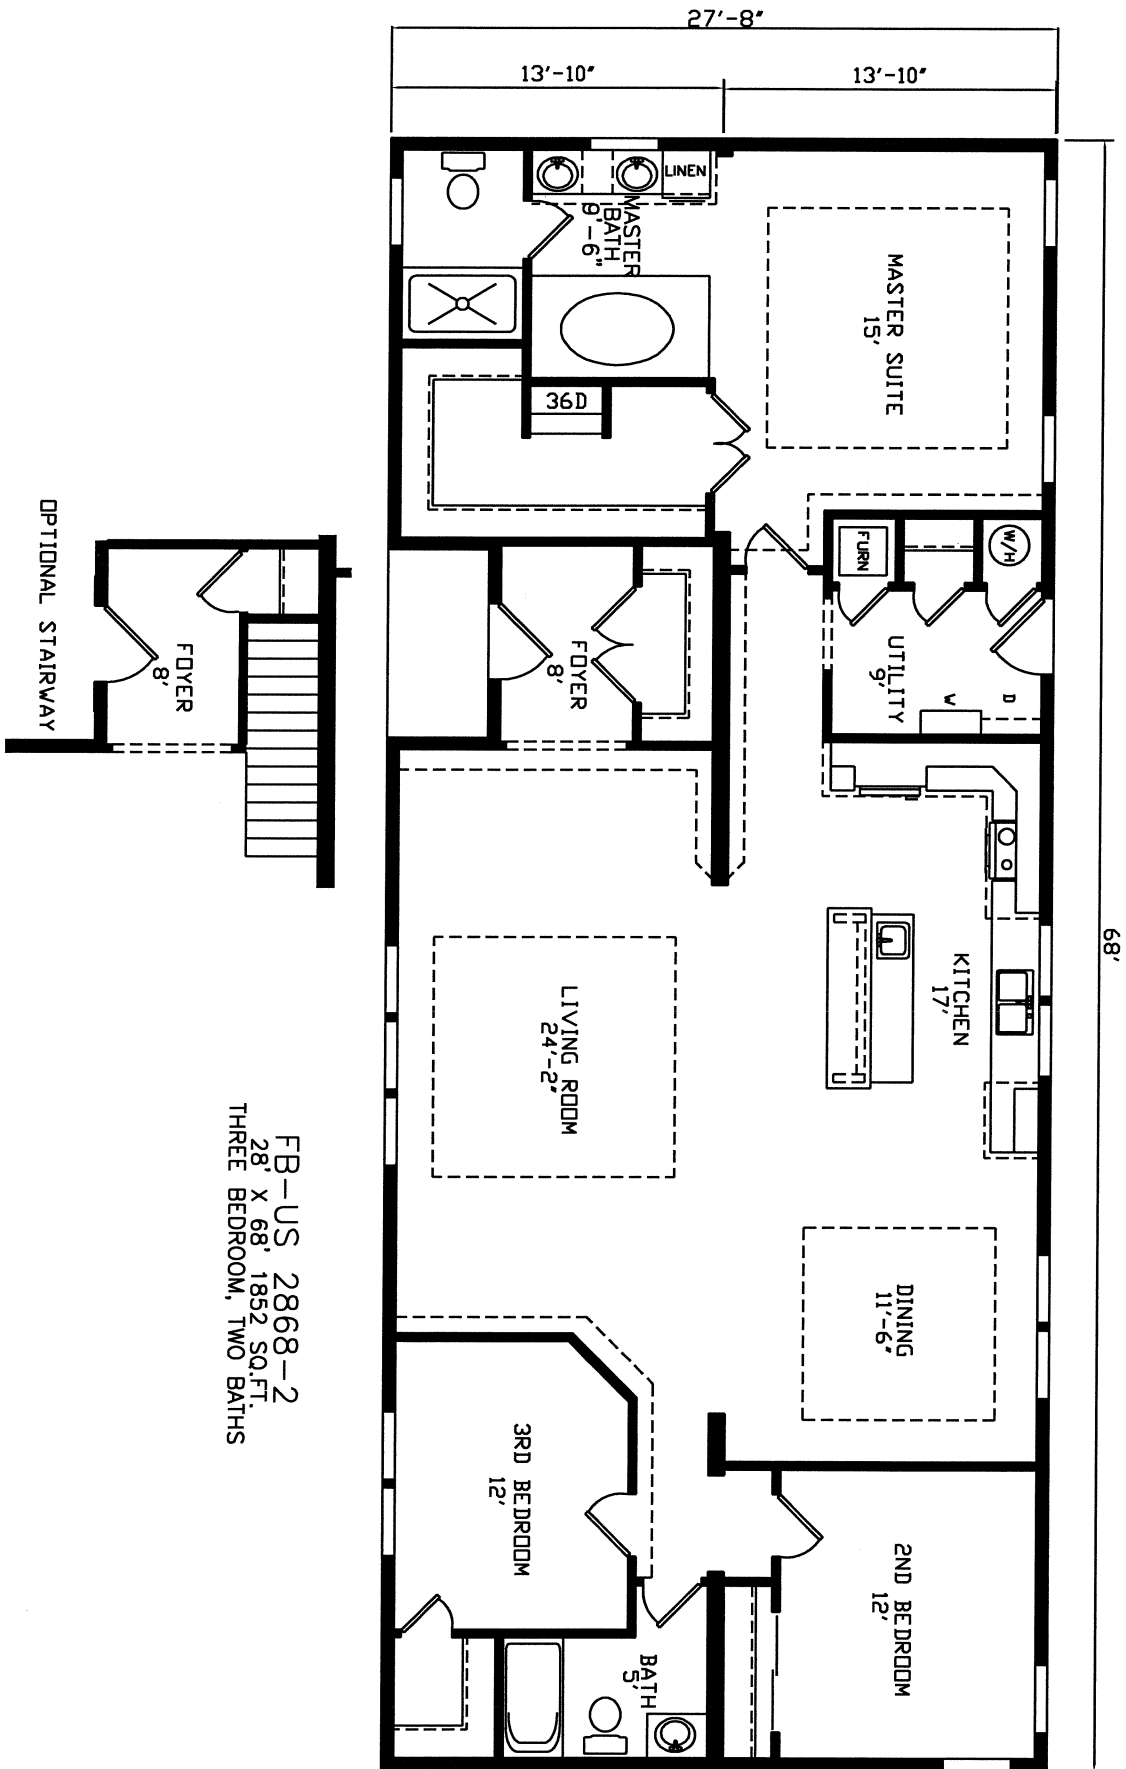 27'-8"
13'-10"
13'-10"
68'
LINEN
MASTER
BATH
9'-6"
MASTER SUITE
15'
36D
FURN
W/H
UTILITY
9'
W
D
FOYER
8'
FOYER
8'
OPTIONAL STAIRWAY
KITCHEN
17'
LIVING ROOM
24'-2"
DINING
11'-6"
3RD BEDROOM
12'
2ND BEDROOM
12'
BATH
5'
FB-US 2868-2
28' X 68' 1852 SQ.FT.
THREE BEDROOM, TWO BATHS